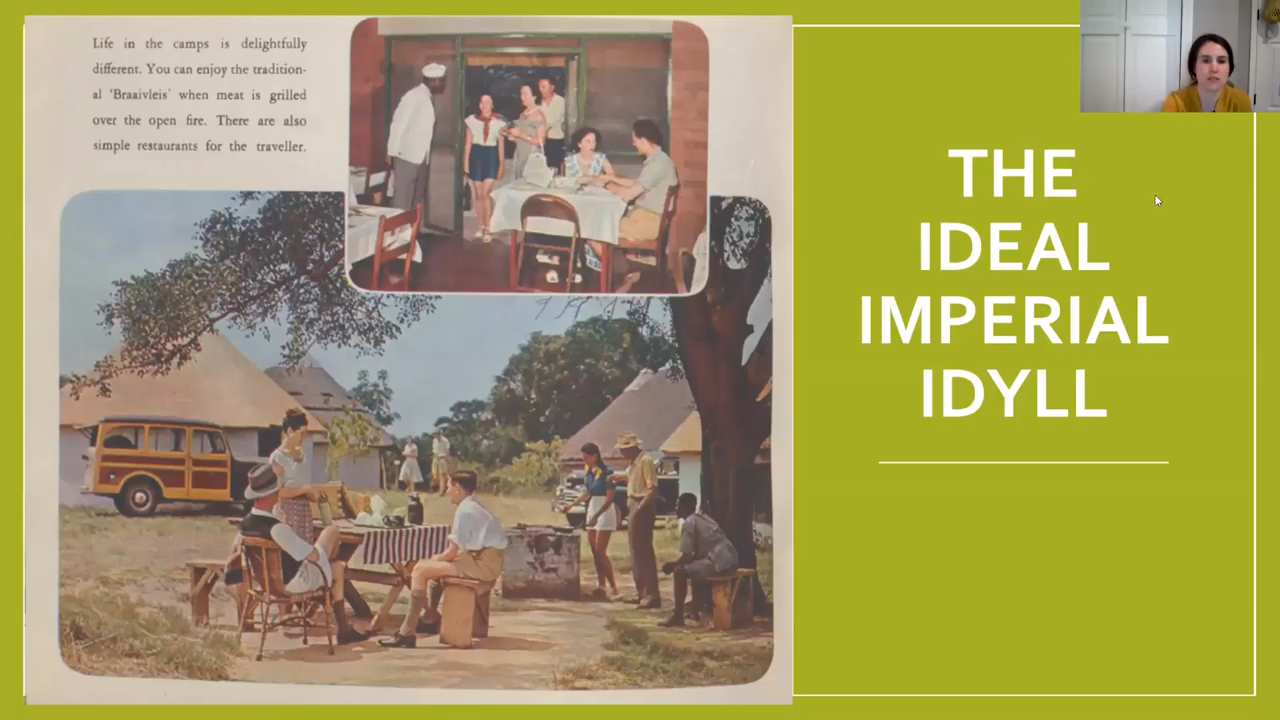 Life in the camps is delightfully
different. You can enjoy the tradition-
al 'Braaivleis' when meat is grilled
over the open fire. There are also
simple restaurants for the traveller.
THE
IDEAL
IMPERIAL
IDYLL